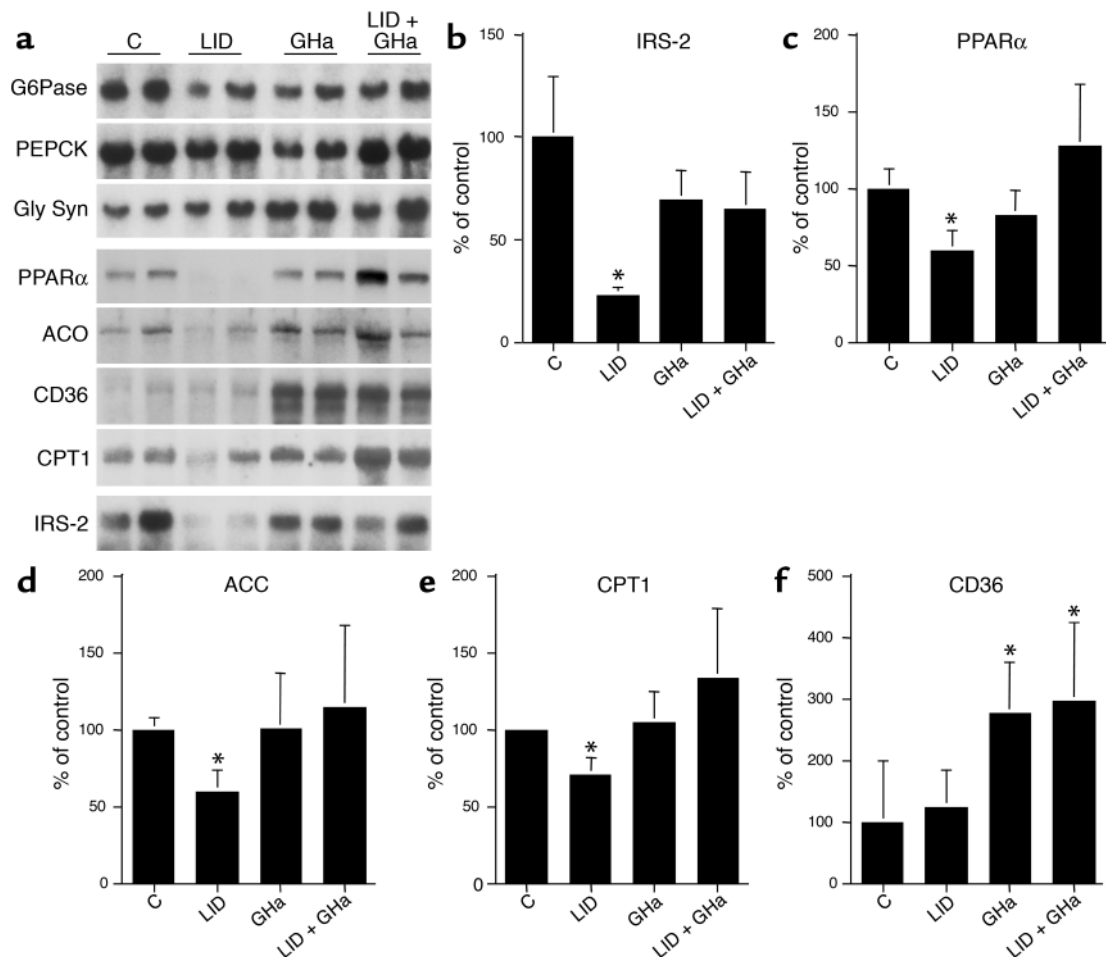 a
C LID GHa LID + GHa
G6Pase
PEPCK
Gly Syn
PPARα
ACO
CD36
CPT1
IRS-2
b
IRS-2
% of control
150
100
50
0
C
*
LID
GHa
LID + GHa
c
PPARα
% of control
200
150
100
50
0
C
*
LID
GHa
LID + GHa
d
ACC
% of control
200
150
100
50
0
C
*
LID
GHa
LID + GHa
e
CPT1
% of control
200
150
100
50
0
C
*
LID
GHa
LID + GHa
f
CD36
% of control
500
400
300
200
100
0
C
LID
*
GHa
*
LID + GHa